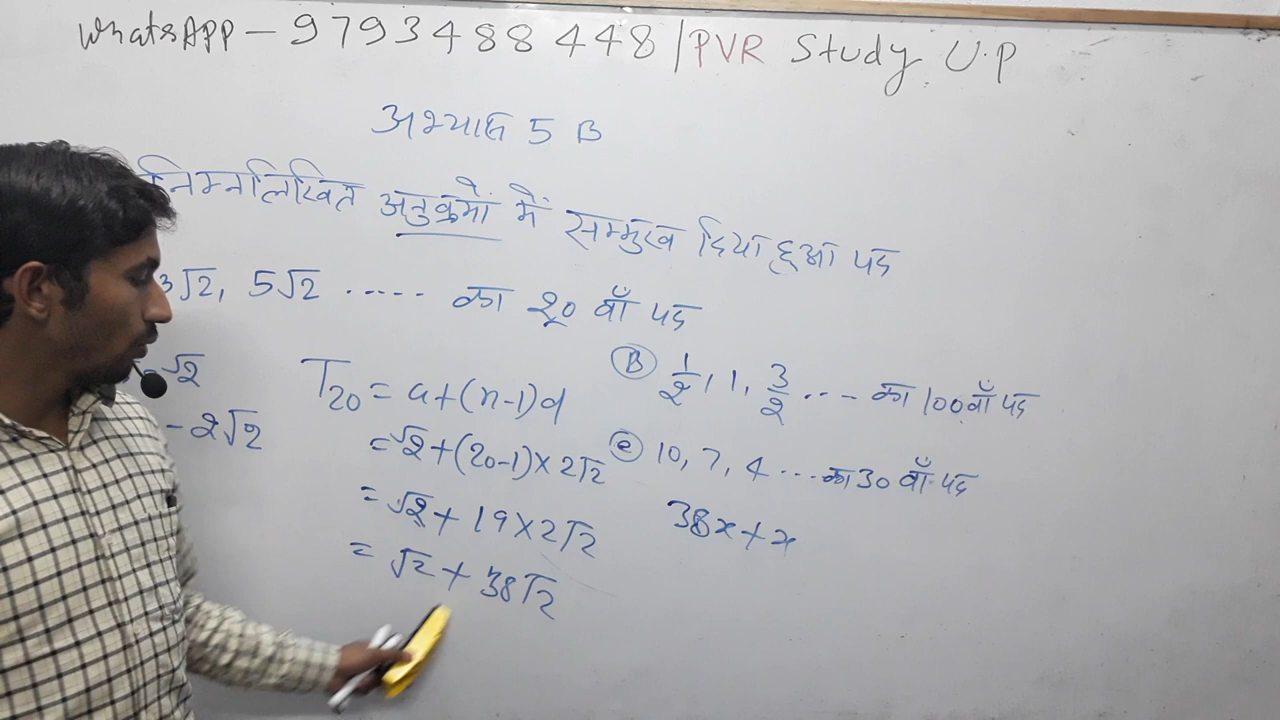 WhatsAPP - 9793488448 | PVR Study U.P
अभ्यास 5 B
निम्नलिखित अनुक्रमों में सम्मुख दिया हुआ पद
3√2, 5√2 ..... का 20 वाँ पद
√2
- 2√2
T20 = a+(n-1)d
= √2+(20-1)×2√2
= √2 + 19×2√2
= √2 + 38√2
(B) 1/2, 1, 3/2 .... का 100वाँ पद
(e) 10, 7, 4 ... का 30 वाँ पद
38x+x